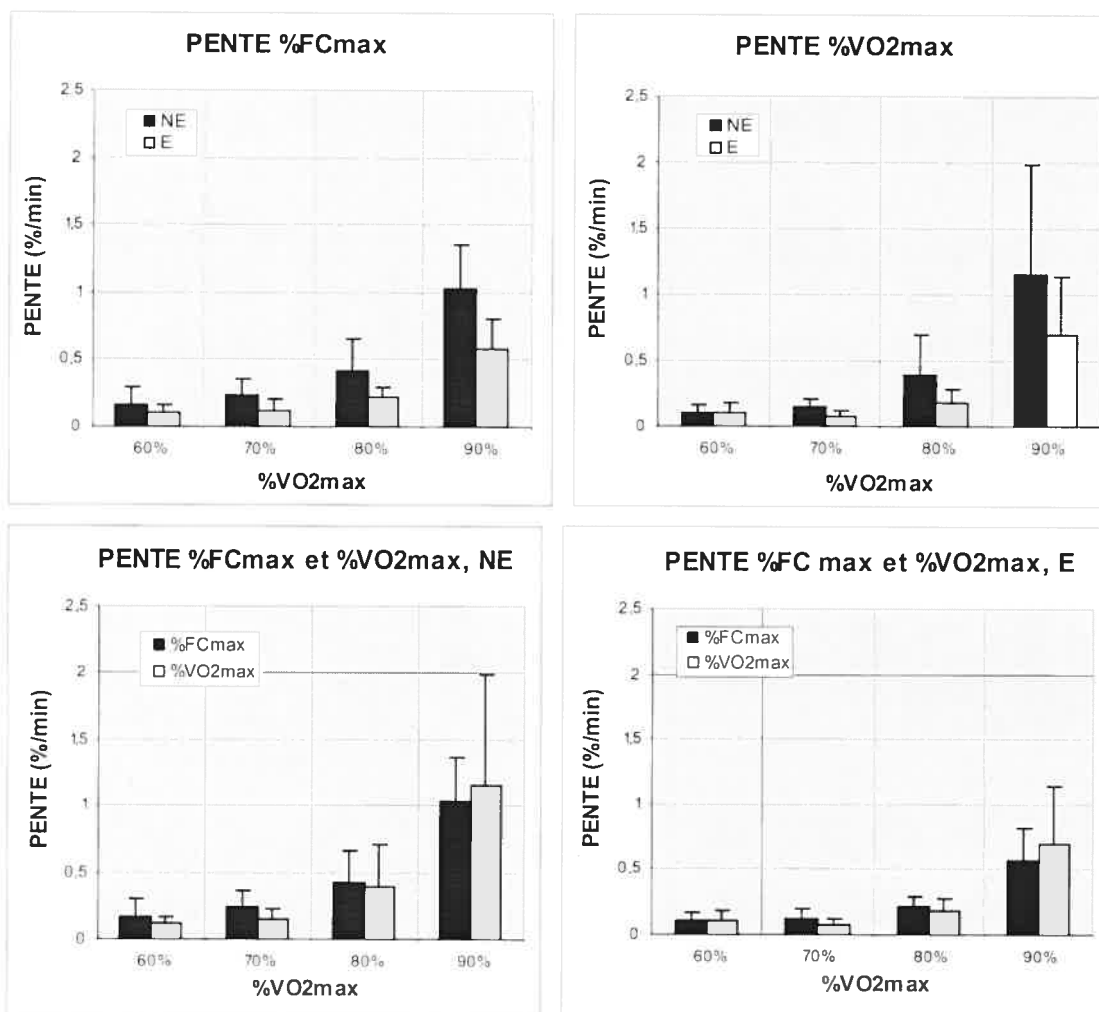 PENTE %FCmax
2,5
2
1,5
1
0,5
0
NE
E
PENTE (%/min)
60%
70%
80%
90%
%VO2max
PENTE %VO2max
2,5
2
1,5
1
0,5
0
NE
E
PENTE (%/min)
60%
70%
80%
90%
%VO2max
PENTE %FCmax et %VO2max, NE
2,5
2
1,5
1
0,5
0
%FCmax
%VO2max
PENTE (%/min)
60%
70%
80%
90%
%VO2max
PENTE %FC max et %VO2max, E
2,5
2
1,5
1
0,5
0
%FCmax
%VO2max
PENTE (%/min)
60%
70%
80%
90%
%VO2max